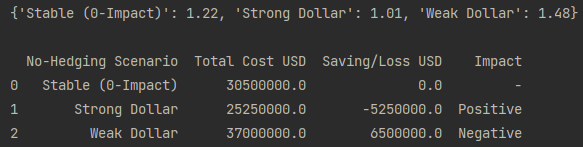 {'Stable (0-Impact)': 1.22, 'Strong Dollar': 1.01, 'Weak Dollar': 1.48}
No-Hedging Scenario Total Cost USD Saving/Loss USD Impact
0 Stable (0-Impact) 30500000.0 0.0 -
1 Strong Dollar 25250000.0 -5250000.0 Positive
2 Weak Dollar 37000000.0 6500000.0 Negative